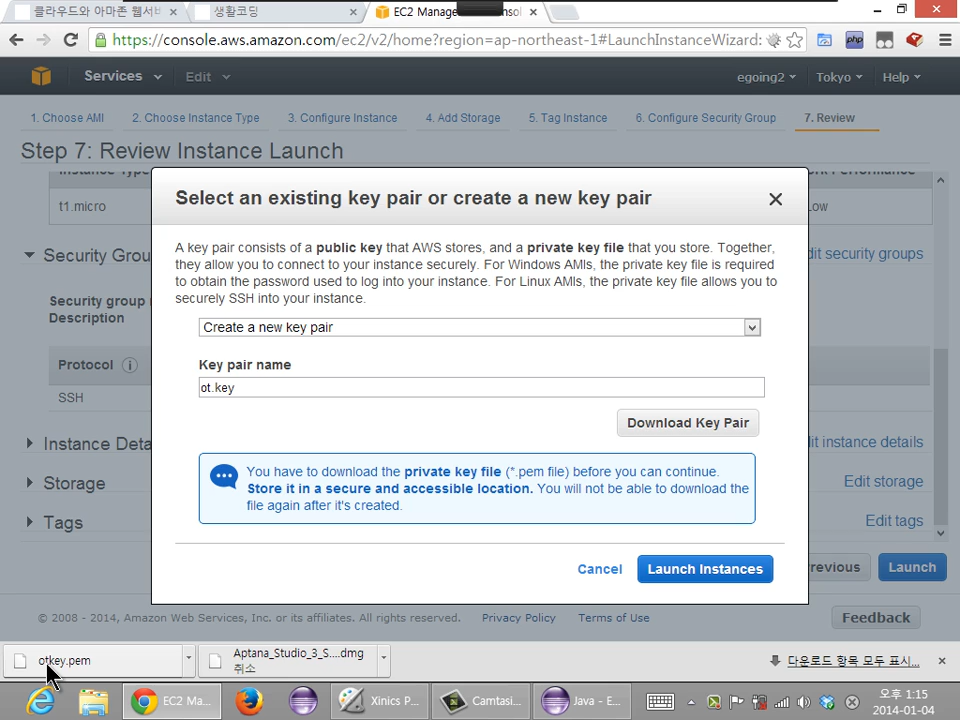 클라우드와 아마존 웹서비
생활코딩
EC2 Manage
onsol
https://console.aws.amazon.com/ec2/v2/home?region=ap-northeast-1#LaunchInstanceWizard:
php
Services
Edit
egoing2
Tokyo
Help
1. Choose AMI
2. Choose Instance Type
3. Configure Instance
4. Add Storage
5. Tag Instance
6. Configure Security Group
7. Review
Step 7: Review Instance Launch
Instance Type
rk Performance
t1.micro
Low
Security Grou
dit security groups
Security group
Description
Protocol
SSH
Instance Deta
dit instance details
Storage
Edit storage
Tags
Edit tags
revious
Launch
Select an existing key pair or create a new key pair
A key pair consists of a public key that AWS stores, and a private key file that you store. Together,
they allow you to connect to your instance securely. For Windows AMIs, the private key file is required
to obtain the password used to log into your instance. For Linux AMIs, the private key file allows you to
securely SSH into your instance.
Create a new key pair
Key pair name
ot.key
Download Key Pair
You have to download the private key file (*.pem file) before you can continue.
Store it in a secure and accessible location. You will not be able to download the
file again after it's created.
Cancel
Launch Instances
© 2008 - 2014, Amazon Web Services, Inc. or its affiliates. All rights reserved.
Privacy Policy
Terms of Use
Feedback
otkey.pem
Aptana_Studio_3_S....dmg
취소
다운로드 항목 모두 표시...
EC2 Ma...
Xinics P...
Camtasi...
Java - E...
오후 1:15
2014-01-04